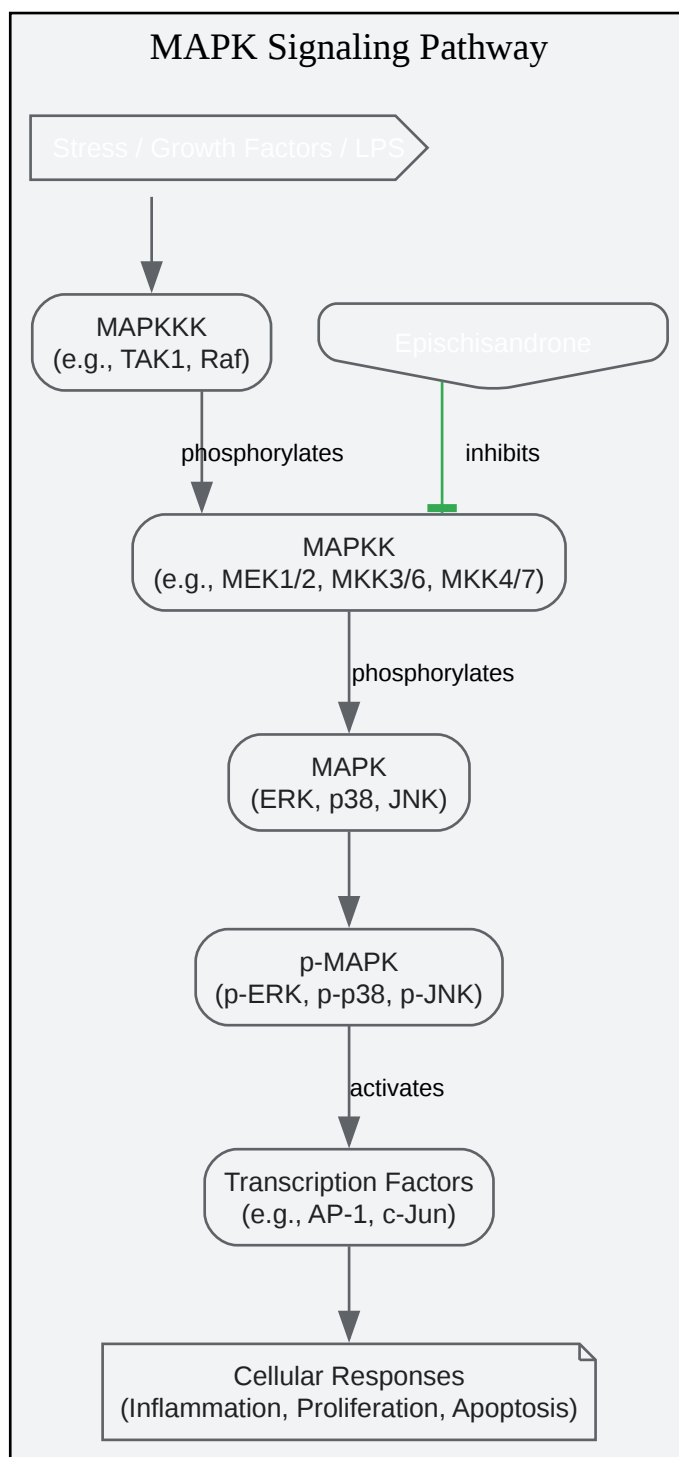 MAPK Signaling Pathway
Stress / Growth Factors / LPS
MAPKKK
(e.g., TAK1, Raf)
Epischisandrone
phosphorylates
inhibits
MAPKK
(e.g., MEK1/2, MKK3/6, MKK4/7)
phosphorylates
MAPK
(ERK, p38, JNK)
p-MAPK
(p-ERK, p-p38, p-JNK)
activates
Transcription Factors
(e.g., AP-1, c-Jun)
Cellular Responses
(Inflammation, Proliferation, Apoptosis)